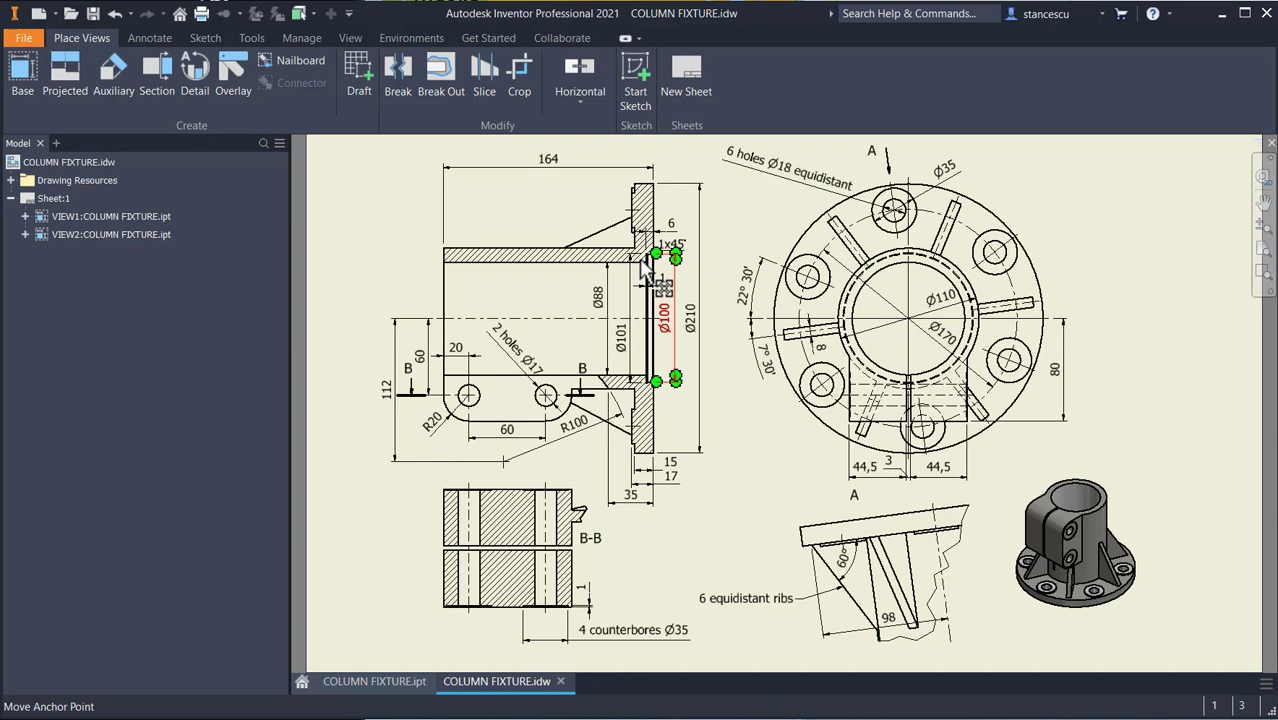 Autodesk Inventor Professional 2021 COLUMN FIXTURE.idw
Search Help & Commands...
stancescu
File
Place Views
Annotate
Sketch
Tools
Manage
View
Environments
Get Started
Collaborate
Base
Projected
Auxiliary
Section
Detail
Overlay
Nailboard
Connector
Draft
Break
Break Out
Slice
Crop
Horizontal
Start
Sketch
New Sheet
Create
Modify
Sketch
Sheets
Model
COLUMN FIXTURE.idw
Drawing Resources
Sheet:1
VIEW1:COLUMN FIXTURE.ipt
VIEW2:COLUMN FIXTURE.ipt
164
6
1x45°
1
Ø88
Ø101
Ø100
Ø210
2 holes Ø17
20
60
112
B
B
R20
60
R100
15
17
35
6 holes Ø18 equidistant
A
Ø35
22° 30'
7° 30'
8
Ø110
Ø170
80
44,5
3
44,5
B-B
1
4 counterbores Ø35
A
60°
6 equidistant ribs
98
COLUMN FIXTURE.ipt
COLUMN FIXTURE.idw
Move Anchor Point
1
3